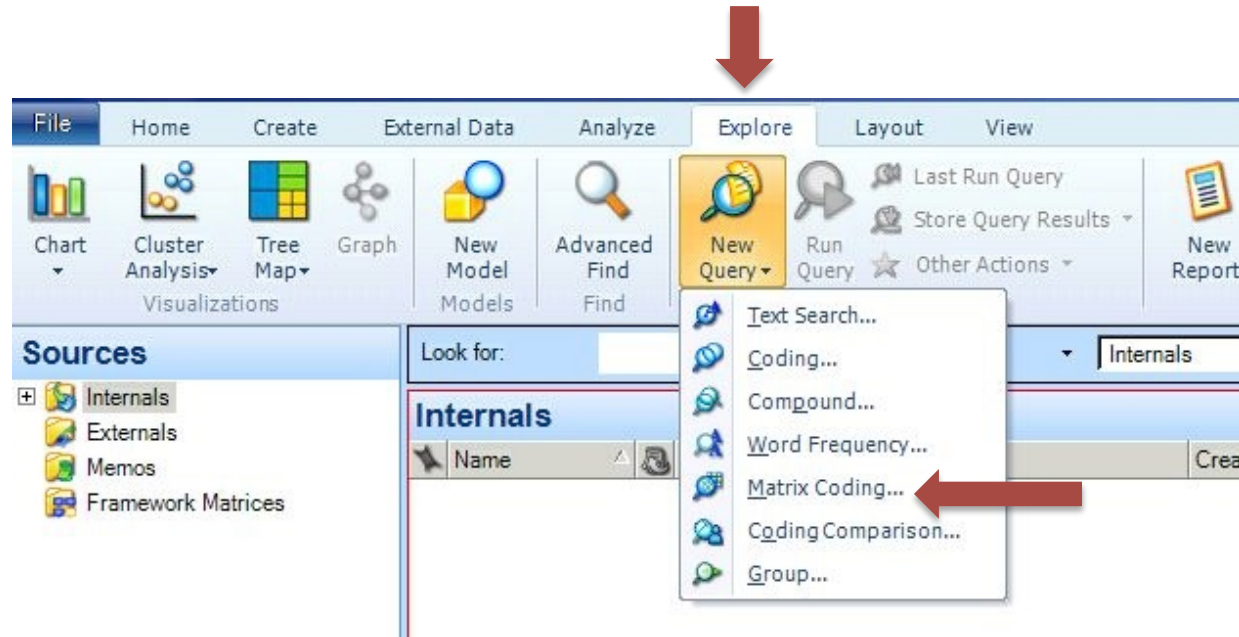 File Home Create External Data Analyze Explore Layout View
Chart
Cluster
Analysis
Tree
Map
Graph
Visualizations
New
Model
Models
Advanced
Find
Find
New
Query
Run
Query
Last Run Query
Store Query Results
Other Actions
New
Report
Sources
Internals
Externals
Memos
Framework Matrices
Look for:
Internals
Internals
Name
Crea
Text Search...
Coding...
Compound...
Word Frequency...
Matrix Coding...
Coding Comparison...
Group...